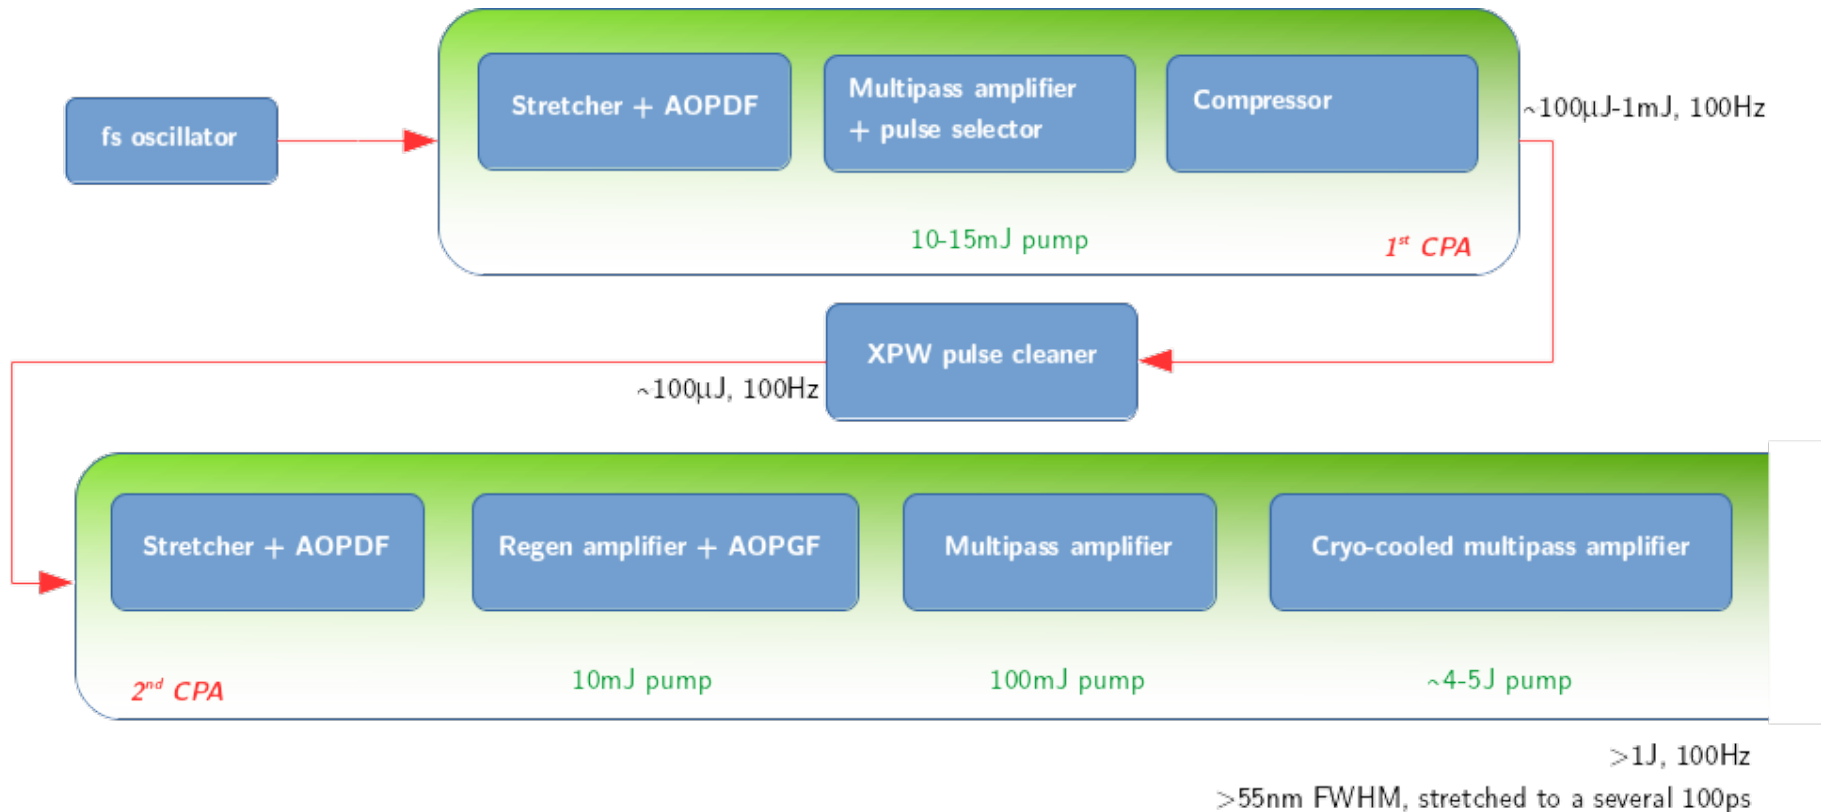 fs oscillator
Stretcher + AOPDF
Multipass amplifier
+ pulse selector
Compressor
~100µJ-1mJ, 100Hz
10-15mJ pump
1st CPA
XPW pulse cleaner
~100µJ, 100Hz
Stretcher + AOPDF
Regen amplifier + AOPGF
Multipass amplifier
Cryo-cooled multipass amplifier
2nd CPA
10mJ pump
100mJ pump
~4-5J pump
>1J, 100Hz
>55nm FWHM, stretched to a several 100ps